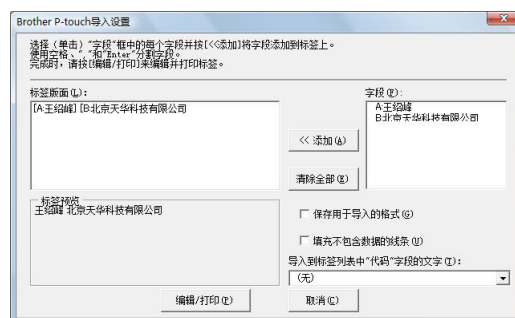 Brother P-touch导入设置
选择（单击）“字段”框中的每个字段并按[<<添加]将字段添加到标签上。
使用空格、“,”和“Enter”分割字段。
完成时，请按[编辑/打印]来编辑并打印标签。
标签版面(L):
字段(F):
[A:王绍峰] [B:北京天华科技有限公司
A:王绍峰
B:北京天华科技有限公司
<< 添加(A)
清除全部(E)
标签预览
王绍峰 北京天华科技有限公司
保存用于导入的格式(G)
填充不包含数据的线条(U)
导入到标签列表中“代码”字段的文字(I):
(无)
编辑/打印(P)
取消(C)